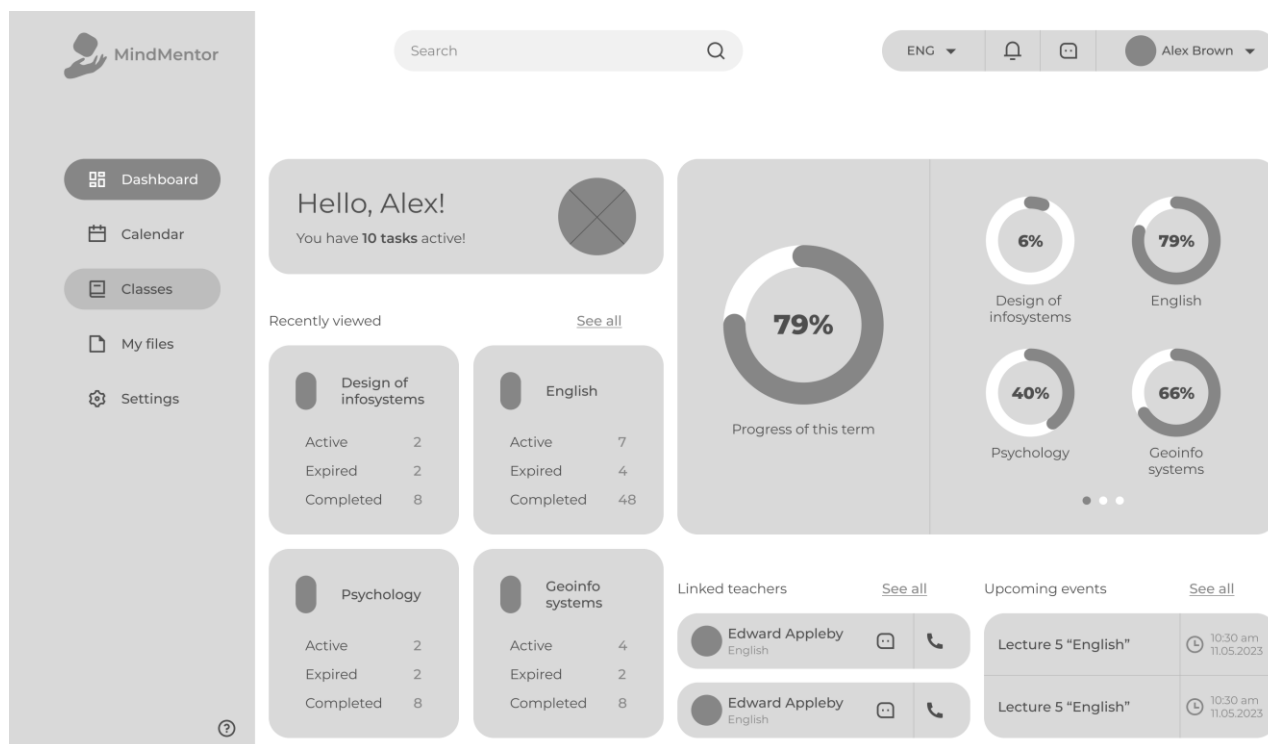 MindMentor
Search
ENG
Alex Brown
Dashboard
Calendar
Classes
My files
Settings
Hello, Alex!
You have 10 tasks active!
Recently viewed
See all
Design of
infosystems
Active 2
Expired 2
Completed 8
English
Active 7
Expired 4
Completed 48
Psychology
Active 2
Expired 2
Completed 8
Geoinfo
systems
Active 4
Expired 2
Completed 8
79%
Progress of this term
6%
Design of
infosystems
79%
English
40%
Psychology
66%
Geoinfo
systems
Linked teachers
See all
Edward Appleby
English
Edward Appleby
English
Upcoming events
See all
Lecture 5 “English”
10:30 am
11.05.2023
Lecture 5 “English”
10:30 am
11.05.2023